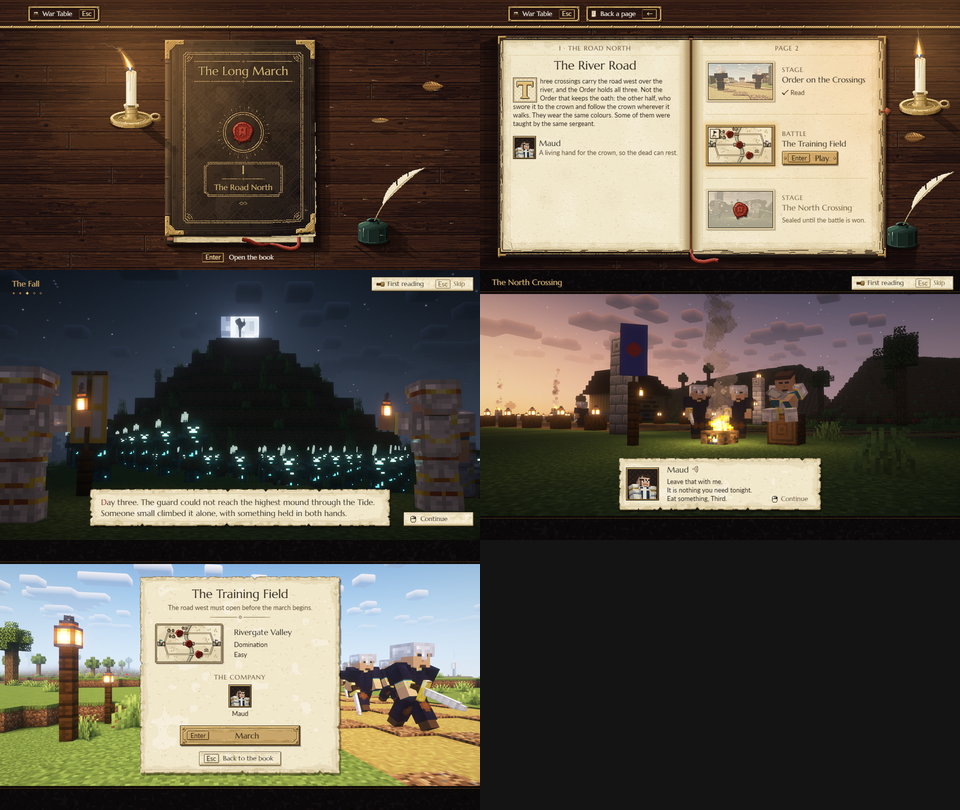 War Table Esc
The Long March
I
The Road North
Enter Open the book
War Table Esc
Back a page ←
I · THE ROAD NORTH
The River Road
Three crossings carry the road west over the
river, and the Order holds all three. Not the
Order that keeps the oath: the other half, who
swore it to the crown and follow the crown wherever it
walks. They wear the same colours. Some of them were
taught by the same sergeant.
Maud
A living hand for the crown, so the dead can rest.
PAGE 2
STAGE
Order on the Crossings
Read
BATTLE
The Training Field
Enter Play
STAGE
The North Crossing
Sealed until the battle is won.
The Fall
First reading Esc Skip
Day three. The guard could not reach the highest mound through the Tide.
Someone small climbed it alone, with something held in both hands.
Continue
The North Crossing
First reading Esc Skip
Maud
Leave that with me.
It is nothing you need tonight.
Eat something, Third.
Continue
The Training Field
The road west must open before the march begins.
Rivergate Valley
Domination
Easy
THE COMPANY
Maud
Enter March
Esc Back to the book